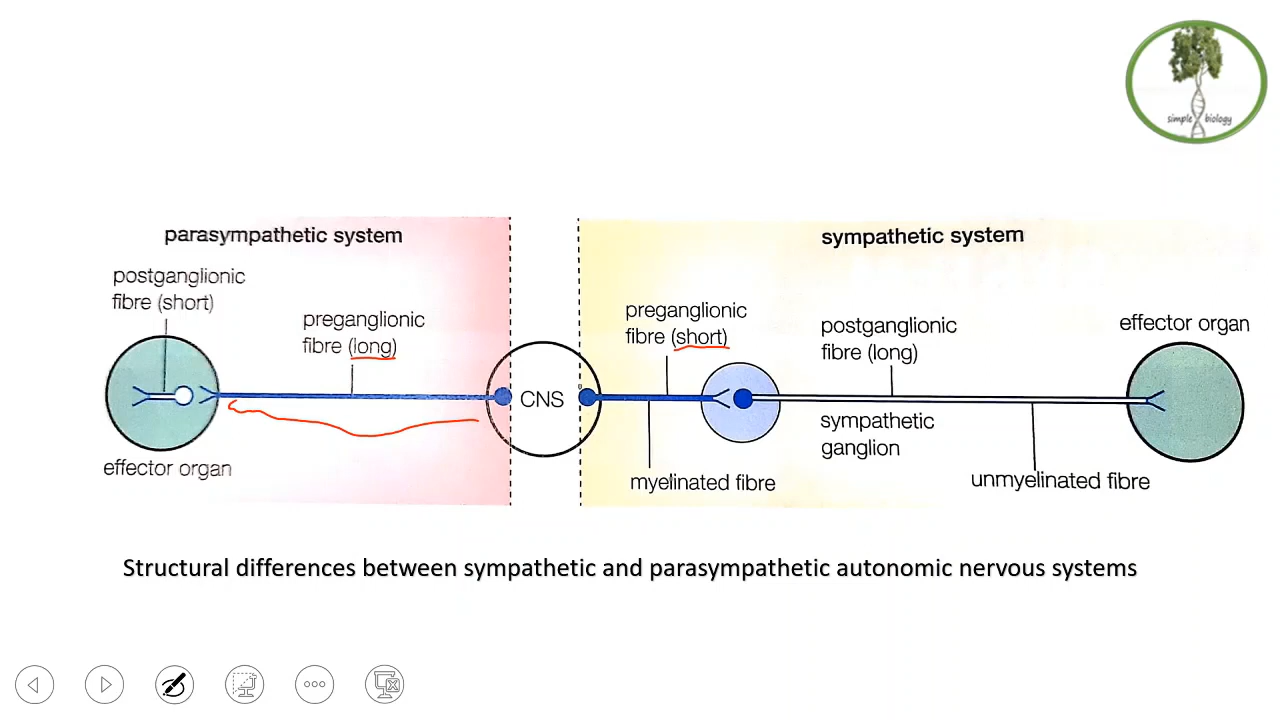 simple biology
parasympathetic system
sympathetic system
postganglionic
fibre (short)
preganglionic
fibre (long)
effector organ
CNS
preganglionic
fibre (short)
myelinated fibre
postganglionic
fibre (long)
sympathetic
ganglion
unmyelinated fibre
effector organ
Structural differences between sympathetic and parasympathetic autonomic nervous systems